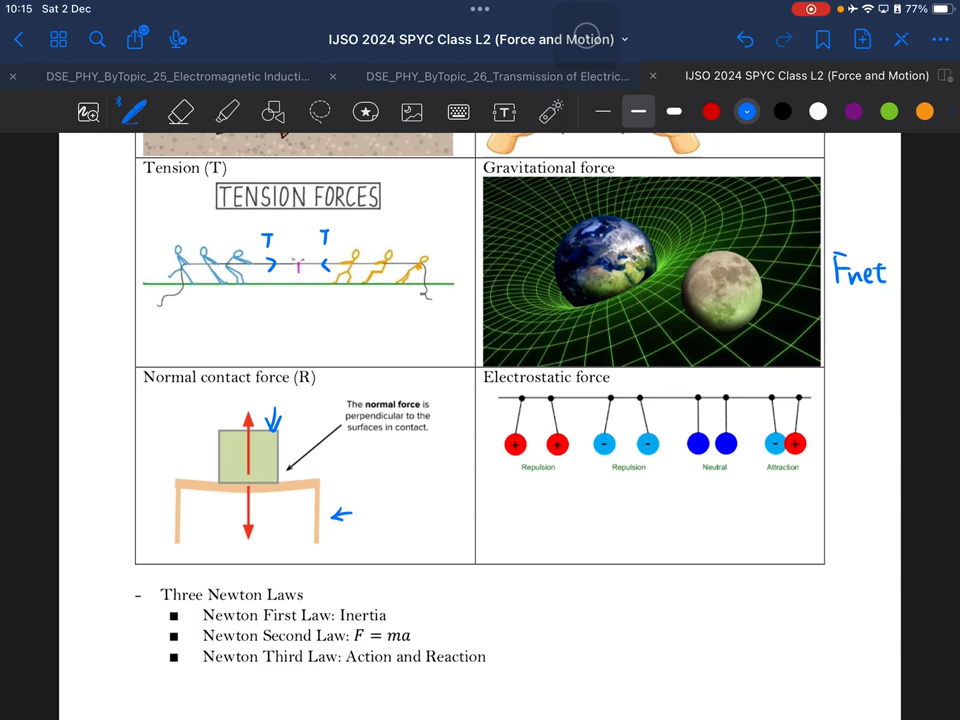 10:15 Sat 2 Dec
77%
IJSO 2024 SPYC Class L2 (Force and Motion)
DSE_PHY_ByTopic_25_Electromagnetic Inducti...
DSE_PHY_ByTopic_26_Transmission of Electric...
IJSO 2024 SPYC Class L2 (Force and Motion)
Tension (T)
TENSION FORCES
T T
"T"
Gravitational force
Fnet
Normal contact force (R)
The normal force is
perpendicular to the
surfaces in contact.
Electrostatic force
+ + - - - +
Repulsion Repulsion Neutral Attraction
- Three Newton Laws
■ Newton First Law: Inertia
■ Newton Second Law: F = ma
■ Newton Third Law: Action and Reaction